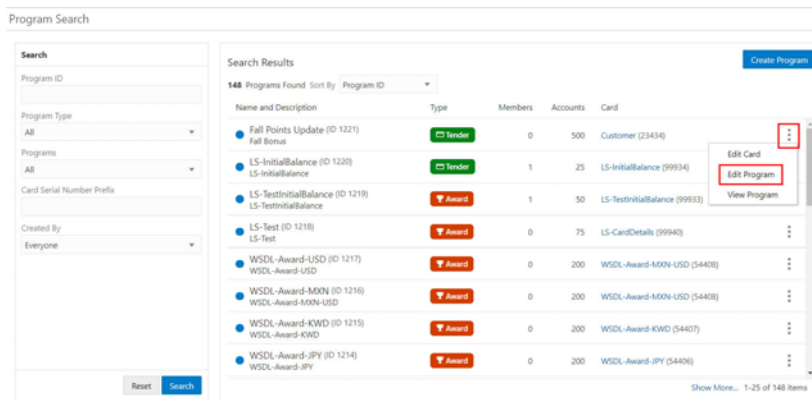 Program Search
Search
Program ID
Program Type
All
Programs
All
Card Serial Number Prefix
Created By
Everyone
Reset Search
Search Results
Create Program
148 Programs Found Sort By Program ID
Name and Description Type Members Accounts Card
Fall Points Update (ID 1221) Tender 0 500 Customer (23434)
Fall Bonus
LS-InitialBalance (ID 1220) Tender 1 25 LS-InitialBalance (99934)
LS-InitialBalance
LS-TestInitialBalance (ID 1219) Award 1 50 LS-TestInitialBalance (99933)
LS-TestInitialBalance
LS-Test (ID 1218) Award 0 75 LS-CardDetails (99940)
LS-Test
WSDL-Award-USD (ID 1217) Award 0 200 WSDL-Award-MXN-USD (54408)
WSDL-Award-USD
WSDL-Award-MXN (ID 1216) Award 0 200 WSDL-Award-MXN-USD (54408)
WSDL-Award-MXN-USD
WSDL-Award-KWD (ID 1215) Award 0 200 WSDL-Award-KWD (54407)
WSDL-Award-KWD
WSDL-Award-JPY (ID 1214) Award 0 200 WSDL-Award-JPY (54406)
WSDL-Award-JPY
Edit Card
Edit Program
View Program
Show More... 1-25 of 148 items